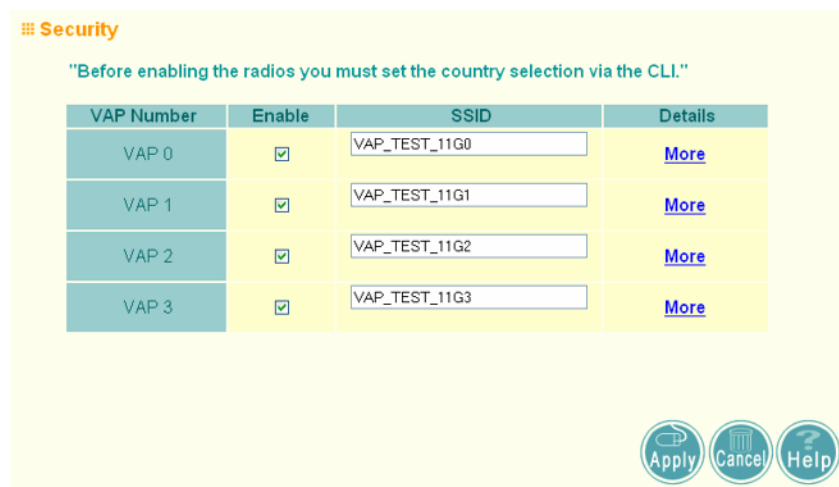 Security
"Before enabling the radios you must set the country selection via the CLI."
VAP Number Enable SSID Details
VAP 0 VAP_TEST_11G0 More
VAP 1 VAP_TEST_11G1 More
VAP 2 VAP_TEST_11G2 More
VAP 3 VAP_TEST_11G3 More
Apply Cancel Help